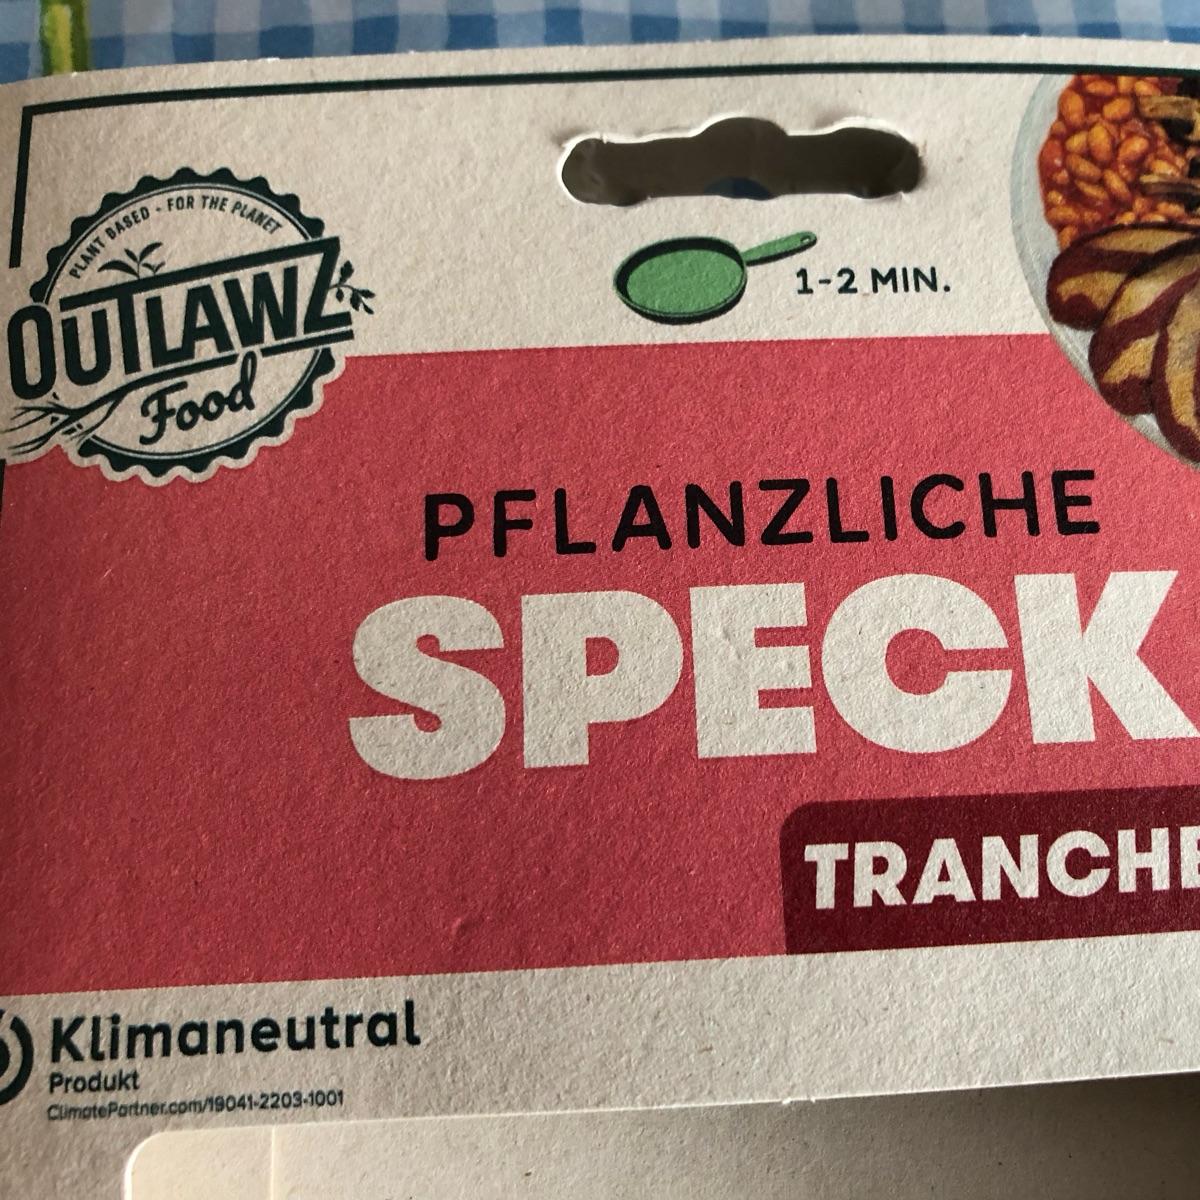 PLANT BASED - FOR THE PLANET
OUTLAWZ
Food
1-2 MIN.
PFLANZLICHE
SPECK
TRANCHE
Klimaneutral
Produkt
ClimatePartner.com/19041-2203-1001